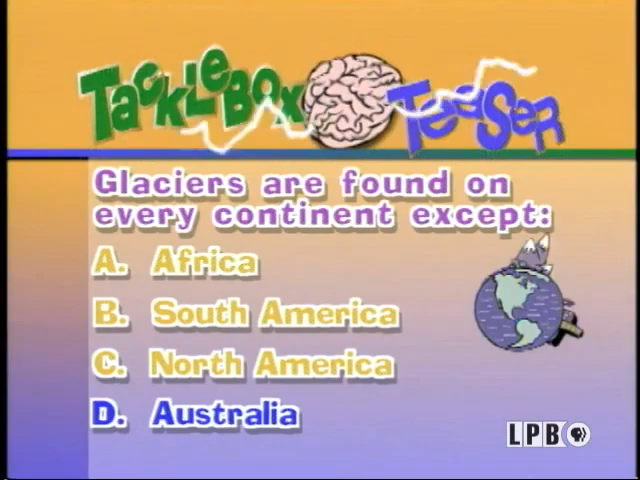 TackleBox Teaser
Glaciers are found on
every continent except:
A. Africa
B. South America
C. North America
D. Australia
LPB